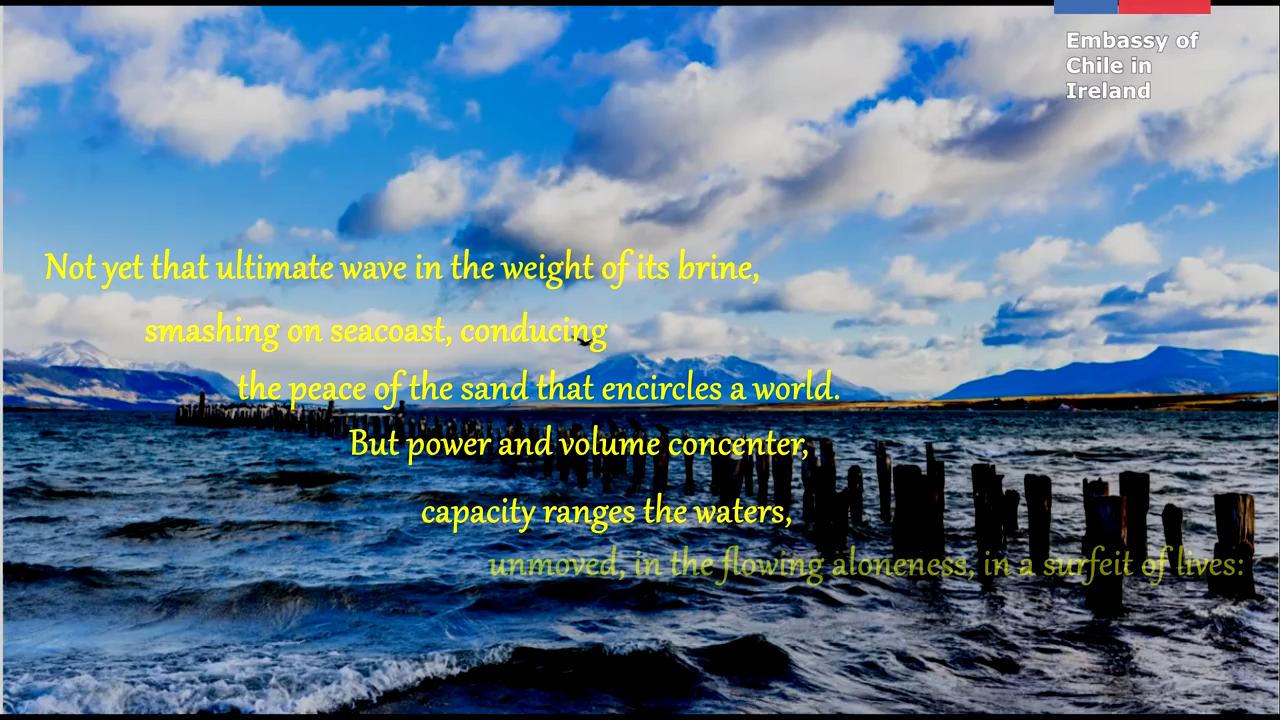 Embassy of
Chile in
Ireland
Not yet that ultimate wave in the weight of its brine,
smashing on seacoast, conducing
the peace of the sand that encircles a world.
But power and volume concenter,
capacity ranges the waters,
unmoved, in the flowing aloneness, in a surfeit of lives: